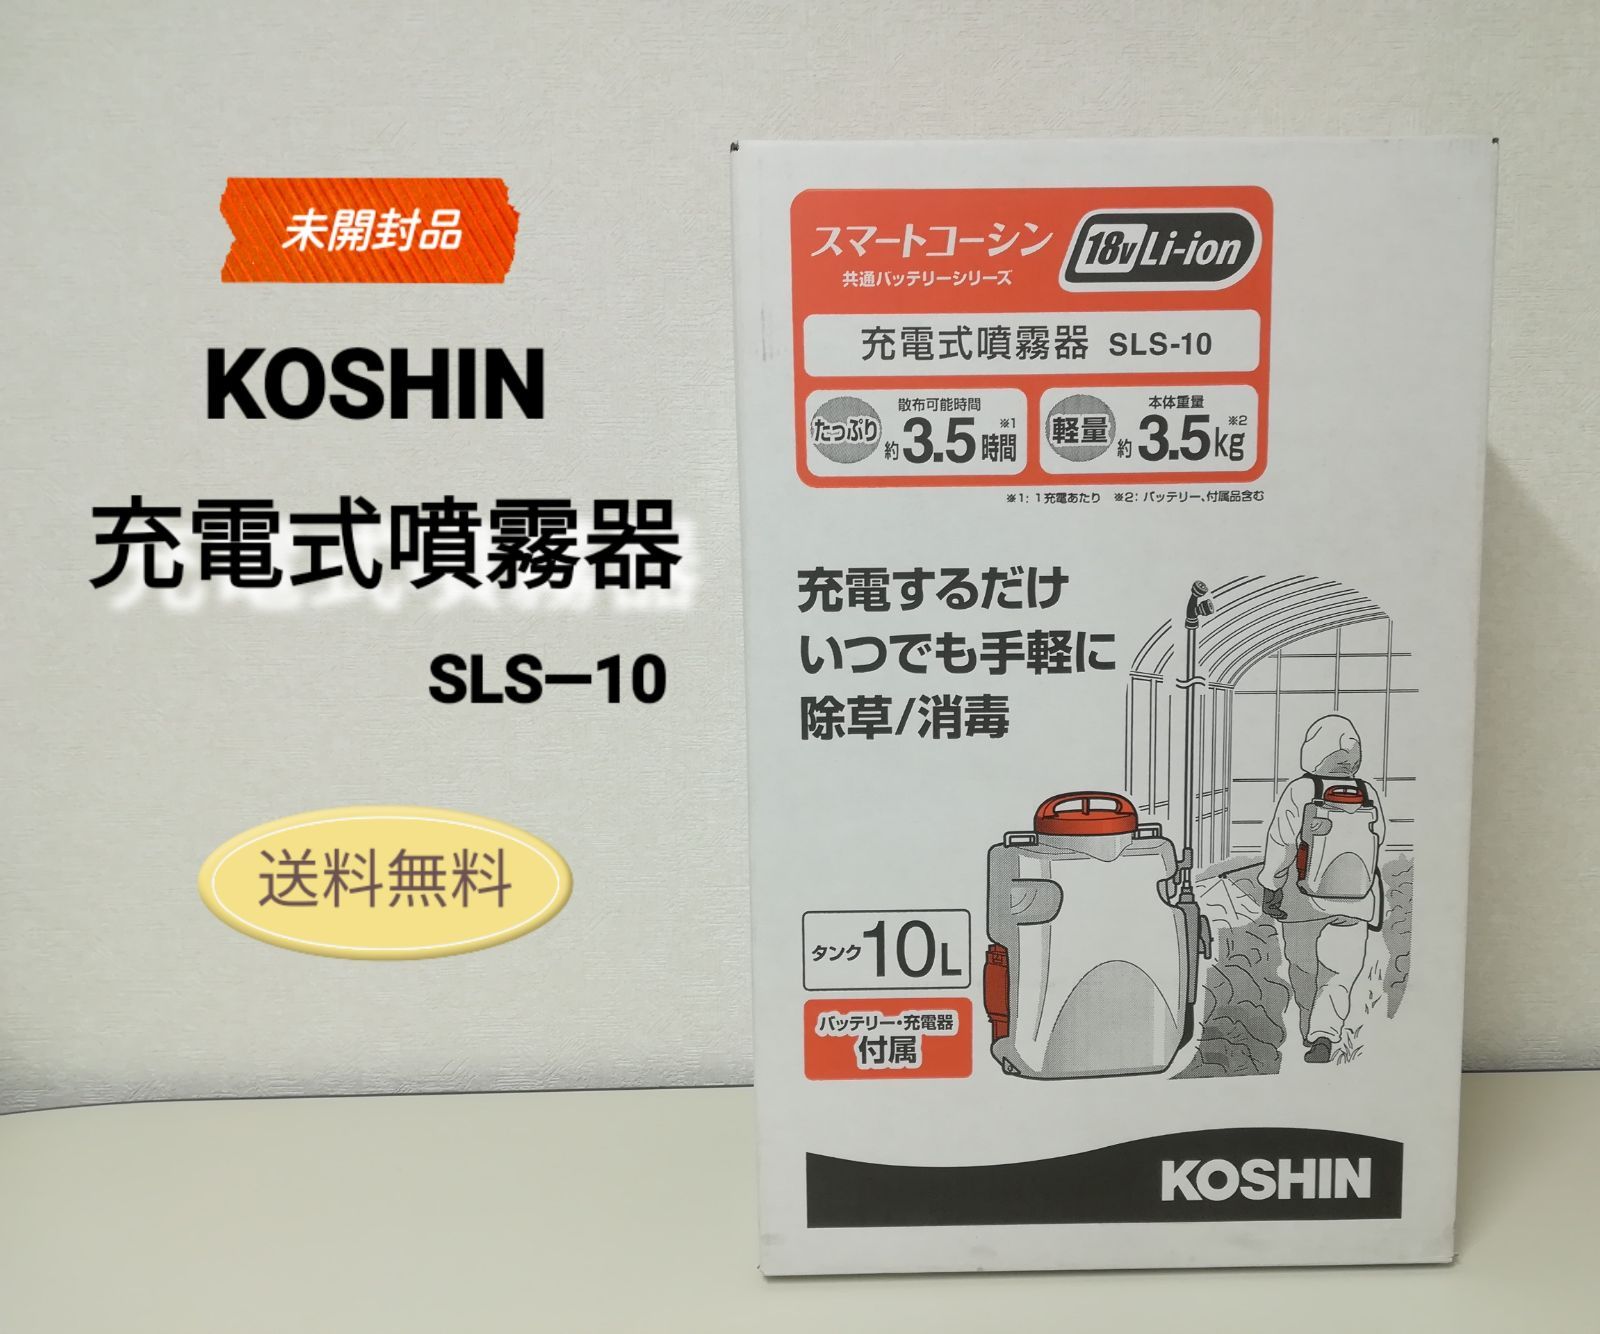 未開封品
KOSHIN
充電式噴霧器
SLS－10
送料無料
スマートコーシン
共通バッテリーシリーズ
18V Li-ion
充電式噴霧器 SLS-10
たっぷり
散布可能時間
約3.5時間※1
軽量
本体重量
約3.5kg※2
※1：1充電あたり ※2：バッテリー、付属品含む
充電するだけ
いつでも手軽に
除草/消毒
タンク10L
バッテリー・充電器
付属
KOSHIN